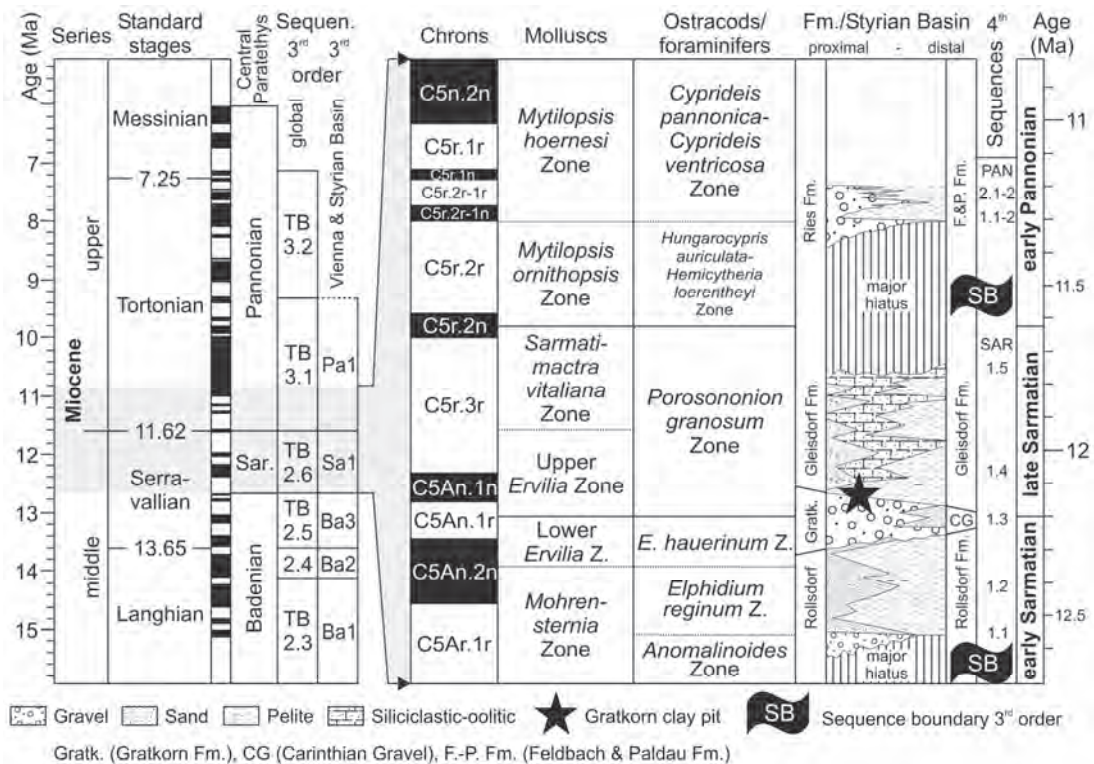 Age (Ma)
Series
Standard
stages
Central
Paratethys
Sequen.
3rd 3rd
order
global
Vienna & Styrian Basin
Chrons
Molluscs
Ostracods/
foraminifers
Fm./Styrian Basin
proximal - distal
4th
Sequences
Age
(Ma)
7
8
9
10
11
12
13
14
15
Miocene
upper
middle
Messinian
7.25
Tortonian
11.62
Serra-
vallian
13.65
Langhian
Pannonian
Sar.
Badenian
TB
3.2
TB
3.1
TB
2.6
TB
2.5
2.4
TB
2.3
Pa1
Sa1
Ba3
Ba2
Ba1
C5n.2n
C5r.1r
C5r.1n
C5r.2r-1r
C5r.2r-1n
C5r.2r
C5r.2n
C5r.3r
C5An.1n
C5An.1r
C5An.2n
C5Ar.1r
Mytilopsis
hoernesi
Zone
Mytilopsis
ornithopsis
Zone
Sarmati-
mactra
vitaliana
Zone
Upper
Ervilia Zone
Lower
Ervilia Z.
Mohren-
sternia
Zone
Cyprideis
pannonica-
Cyprideis
ventricosa
Zone
Hungarocypris
auriculata-
Hemicytheria
loerentheyi
Zone
Porosononion
granosum
Zone
E. hauerinum Z.
Elphidium
reginum Z.
Anomalinoides
Zone
Ries Fm.
Gleisdorf Fm.
Gratk.
Rollsdorf Fm.
major
hiatus
major
hiatus
F.&P. Fm.
Gleisdorf Fm.
CG
Rollsdorf Fm.
PAN
2.1-2
1.1-2
SB
SAR
1.5
1.4
1.3
1.2
1.1
SB
early Pannonian
late Sarmatian
early Sarmatian
11
11.5
12
12.5
Gravel
Sand
Pelite
Siliciclastic-oolitic
Gratkorn clay pit
SB
Sequence boundary 3rd order
Gratk. (Gratkorn Fm.), CG (Carinthian Gravel), F.-P. Fm. (Feldbach & Paldau Fm.)